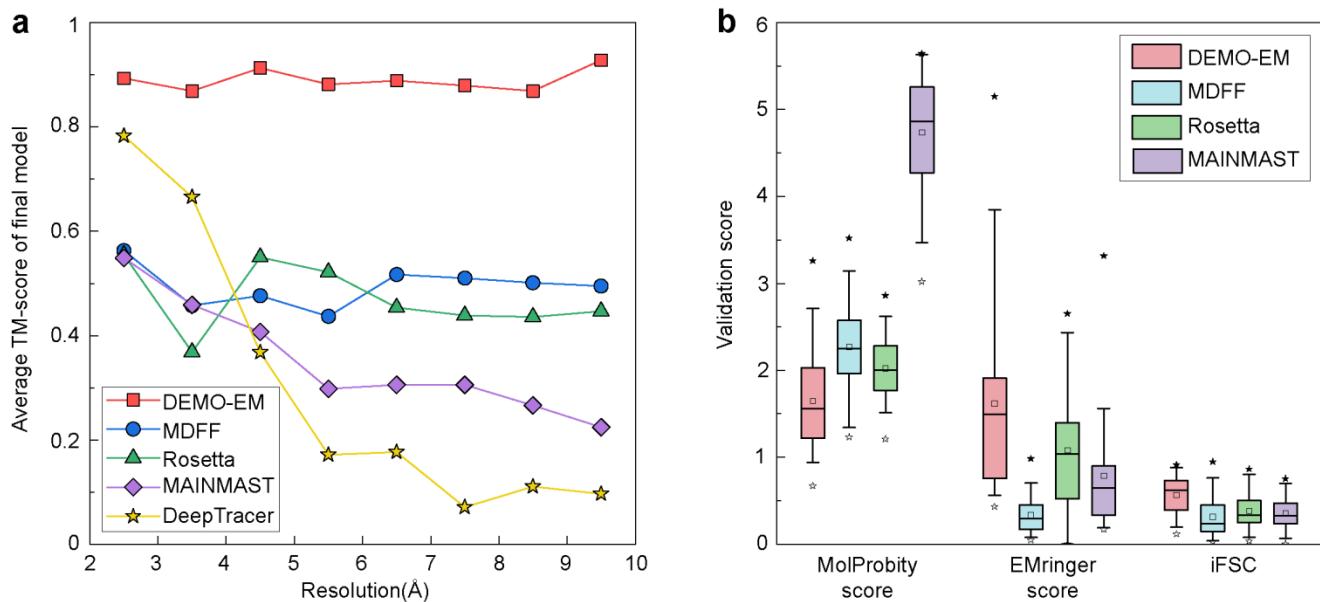 a
Average TM-score of final model
1
0.8
0.6
0.4
0.2
0
2 3 4 5 6 7 8 9 10
Resolution(Å)
DEMO-EM
MDFF
Rosetta
MAINMAST
DeepTracer
b
Validation score
6
5
4
3
2
1
0
MolProbity
score
EMringer
score
iFSC
DEMO-EM
MDFF
Rosetta
MAINMAST